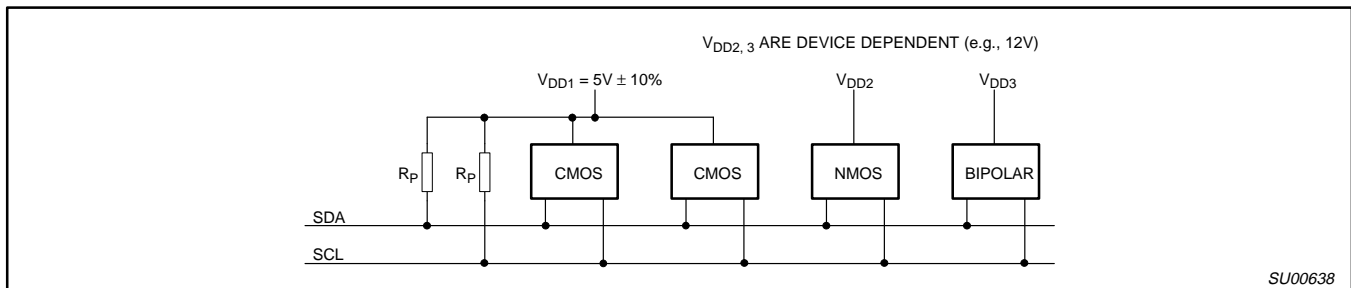 VDD2, 3 ARE DEVICE DEPENDENT (e.g., 12V)
VDD1 = 5V ± 10%
VDD2
VDD3
RP
RP
CMOS
CMOS
NMOS
BIPOLAR
SDA
SCL
SU00638